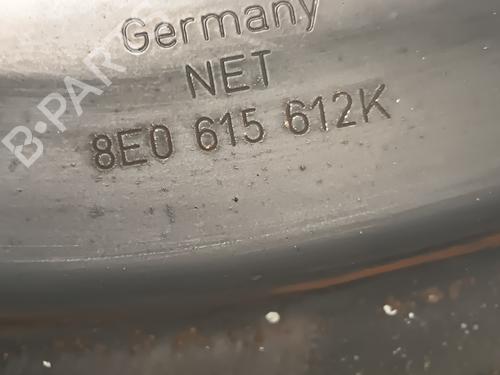 Germany
NET
8E0 615 612K
B-PARTS